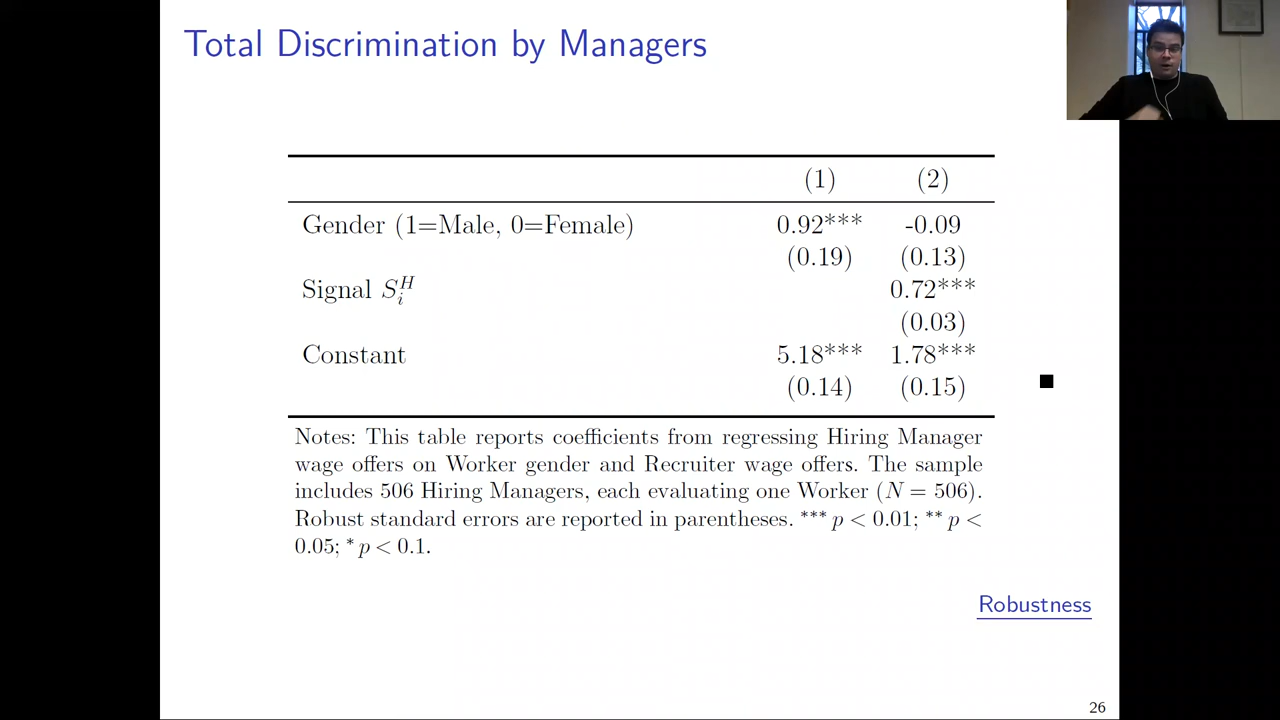 Total Discrimination by Managers
(1) (2)
Gender (1=Male, 0=Female) 0.92*** -0.09
(0.19) (0.13)
Signal $S_i^H$ 0.72***
(0.03)
Constant 5.18*** 1.78***
(0.14) (0.15)
Notes: This table reports coefficients from regressing Hiring Manager
wage offers on Worker gender and Recruiter wage offers. The sample
includes 506 Hiring Managers, each evaluating one Worker (N = 506).
Robust standard errors are reported in parentheses. *** p < 0.01; ** p <
0.05; * p < 0.1.
Robustness
26